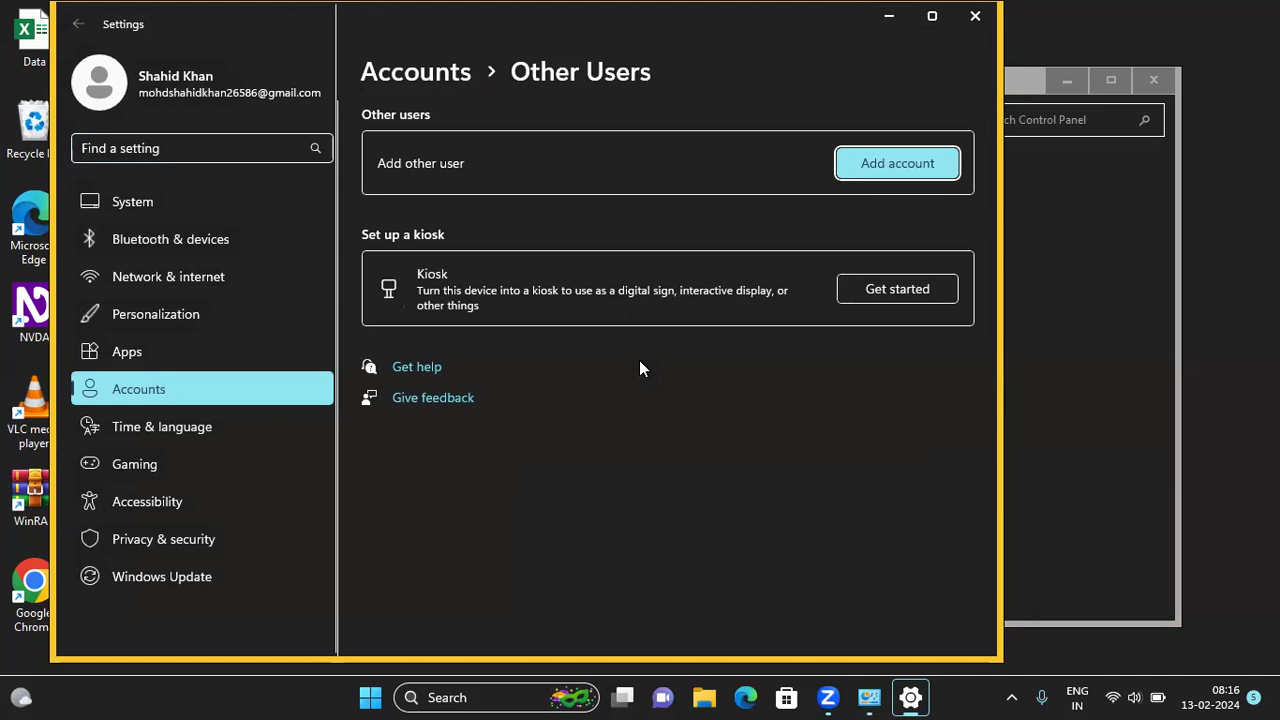 Data
Recycle
Microso
Edge
NVDA
VLC med
player
WinRA
Google
Chrom
Settings
Shahid Khan
mohdshahidkhan26586@gmail.com
Find a setting
System
Bluetooth & devices
Network & internet
Personalization
Apps
Accounts
Time & language
Gaming
Accessibility
Privacy & security
Windows Update
Accounts > Other Users
Other users
Add other user
Add account
Set up a kiosk
Kiosk
Turn this device into a kiosk to use as a digital sign, interactive display, or
other things
Get started
Get help
Give feedback
ch Control Panel
Search
ENG
IN
08:16
13-02-2024
5